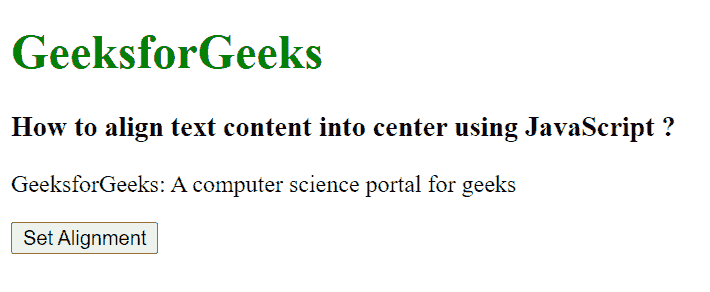 GeeksforGeeks
How to align text content into center using JavaScript ?
GeeksforGeeks: A computer science portal for geeks
Set Alignment